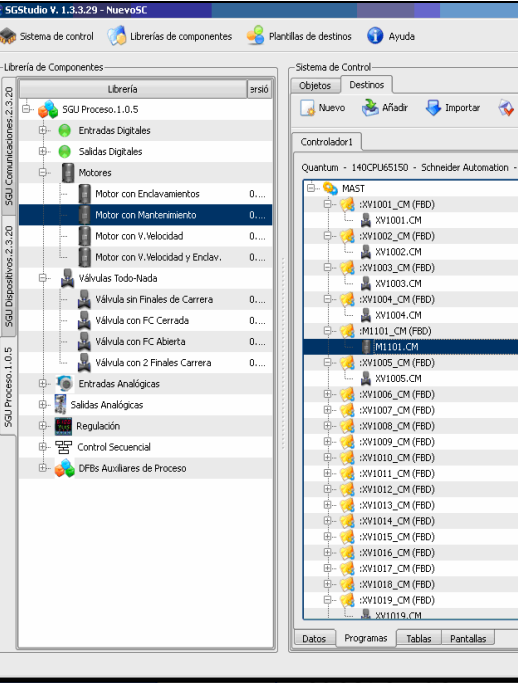 SGStudio V. 1.3.3.29 - NuevoSC
Sistema de control
Librerías de componentes
Plantillas de destinos
Ayuda
Librería de Componentes
Librería
ersió
SGU Comunicaciones.2.3.20
SGU Dispositivos.2.3.20
SGU Proceso.1.0.5
SGU Proceso.1.0.5
Entradas Digitales
Salidas Digitales
Motores
Motor con Enclavamientos 0....
Motor con Mantenimiento 0....
Motor con V.Velocidad 0....
Motor con V.Velocidad y Enclav. 0....
Válvulas Todo-Nada
Válvula sin Finales de Carrera 0....
Válvula con FC Cerrada 0....
Válvula con FC Abierta 0....
Válvula con 2 Finales Carrera 0....
Entradas Analógicas
Salidas Analógicas
Regulación
Control Secuencial
DFBs Auxiliares de Proceso
Sistema de Control
Objetos
Destinos
Nuevo
Añadir
Importar
Controlador1
Quantum - 140CPU65150 - Schneider Automation -
MAST
:XV1001_CM (FBD)
XV1001.CM
:XV1002_CM (FBD)
XV1002.CM
:XV1003_CM (FBD)
XV1003.CM
:XV1004_CM (FBD)
XV1004.CM
:M1101_CM (FBD)
M1101.CM
:XV1005_CM (FBD)
XV1005.CM
:XV1006_CM (FBD)
:XV1007_CM (FBD)
:XV1008_CM (FBD)
:XV1009_CM (FBD)
:XV1010_CM (FBD)
:XV1011_CM (FBD)
:XV1012_CM (FBD)
:XV1013_CM (FBD)
:XV1014_CM (FBD)
:XV1015_CM (FBD)
:XV1016_CM (FBD)
:XV1017_CM (FBD)
:XV1018_CM (FBD)
:XV1019_CM (FBD)
XV1019.CM
Datos
Programas
Tablas
Pantallas